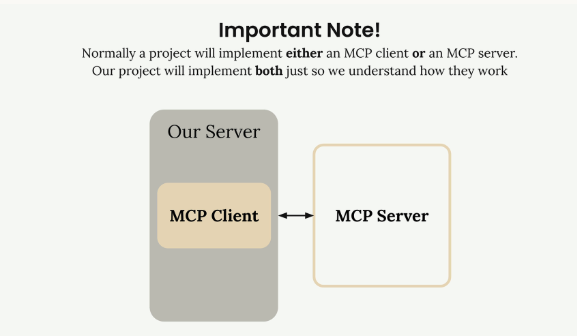 Important Note!
Normally a project will implement either an MCP client or an MCP server.
Our project will implement both just so we understand how they work
Our Server
MCP Client
MCP Server